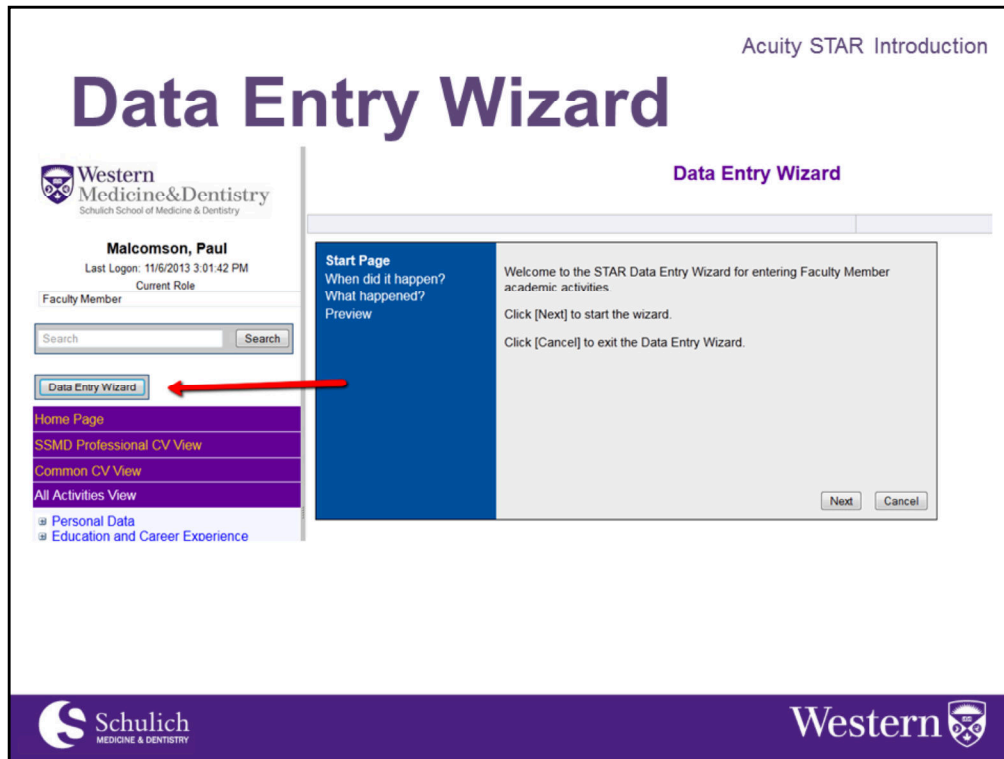 Acuity STAR Introduction
Data Entry Wizard
Western
Medicine&Dentistry
Schulich School of Medicine & Dentistry
Malcomson, Paul
Last Logon: 11/6/2013 3:01:42 PM
Current Role
Faculty Member
Search Search
Data Entry Wizard
Home Page
SSMD Professional CV View
Common CV View
All Activities View
Personal Data
Education and Career Experience
Data Entry Wizard
Start Page
When did it happen?
What happened?
Preview
Welcome to the STAR Data Entry Wizard for entering Faculty Member
academic activities.
Click [Next] to start the wizard.
Click [Cancel] to exit the Data Entry Wizard.
Next Cancel
Schulich
MEDICINE & DENTISTRY
Western